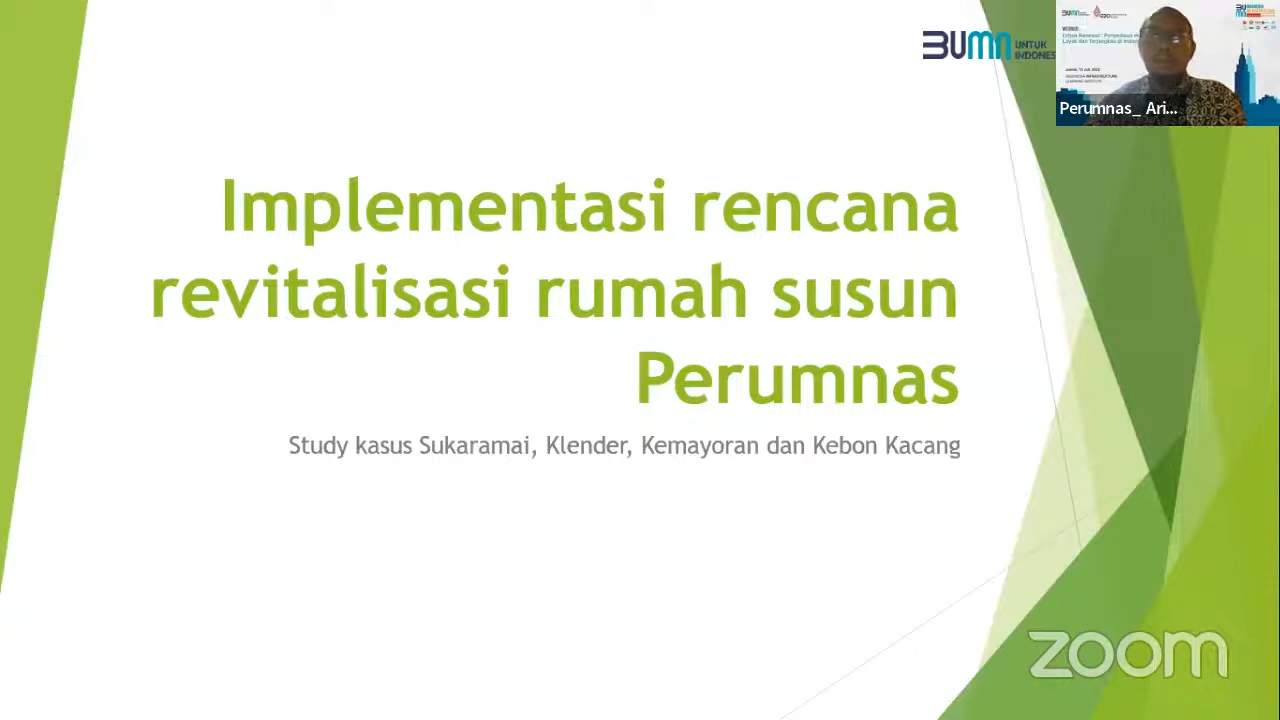 BUMN
UNTUK
Implementasi rencana
revitalisasi rumah susun
Perumnas
Study kasus Sukaramai, Klender, Kemayoran dan Kebon Kacang
Perumnas_ Ari...
zoom